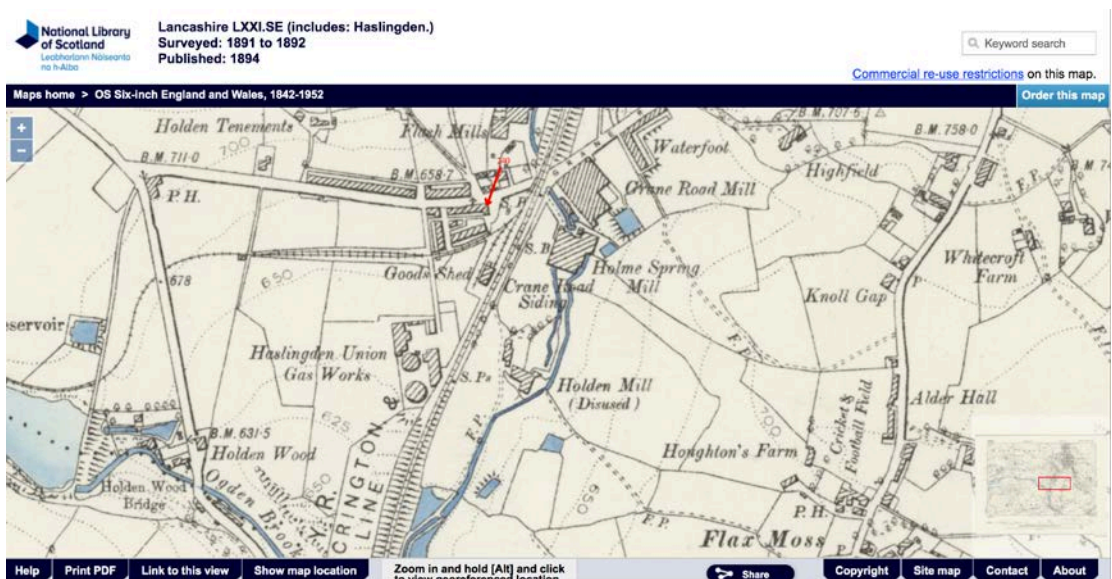 National Library
of Scotland
Leabharlann Nàiseanta
na h-Alba
Lancashire LXXI.SE (includes: Haslingden.)
Surveyed: 1891 to 1892
Published: 1894
Keyword search
Commercial re-use restrictions on this map.
Maps home > OS Six-inch England and Wales, 1842-1952
Order this map
+
−
Holden Tenements
700
Flash Mills
B.M. 707·5
B.M. 758·0
B.M. 711·0
B.M. 658·7
Waterfoot
Highfield
F.P.
P.H.
Grane Road Mill
S.B.
Whitecroft
Farm
678
650
Goods Shed
Holme Spring
Mill
Crane Road
Siding
Knoll Gap
F.P.
servoir
Haslingden Union
Gas Works
S.Ps
Holden Mill
(Disused)
700
Cricket &
Football Field
Alder Hall
625
B.M. 631·5
Holden Wood
F.P.
Houghton's Farm
Holden Wood
Bridge
Ogden Brook
CRINGTON &
LINE
650
P.H.
F.P.
Flax Moss
Help
Print PDF
Link to this view
Show map location
Zoom in and hold [Alt] and click
to view georeferenced location
Share
Copyright
Site map
Contact
About